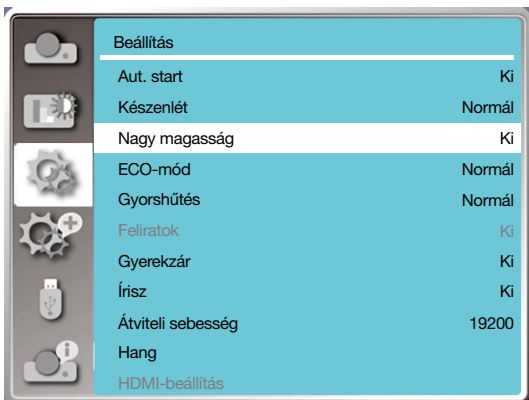 Beállítás
Aut. start Ki
Készenlét Normál
Nagy magasság Ki
ECO-mód Normál
Gyorshűtés Normál
Feliratok Ki
Gyerekzár Ki
Írisz Ki
Átviteli sebesség 19200
Hang
HDMI-beállítás